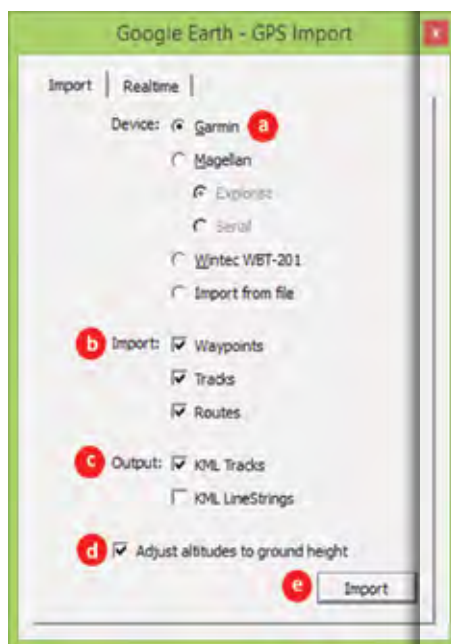 Google Earth - GPS Import x
Import Realtime
Device: Garmin a
Magellan
Explorist
Serial
Wintec WBT-201
Import from file
b Import: Waypoints
Tracks
Routes
c Output: KML Tracks
KML LineStrings
d Adjust altitudes to ground height
e Import